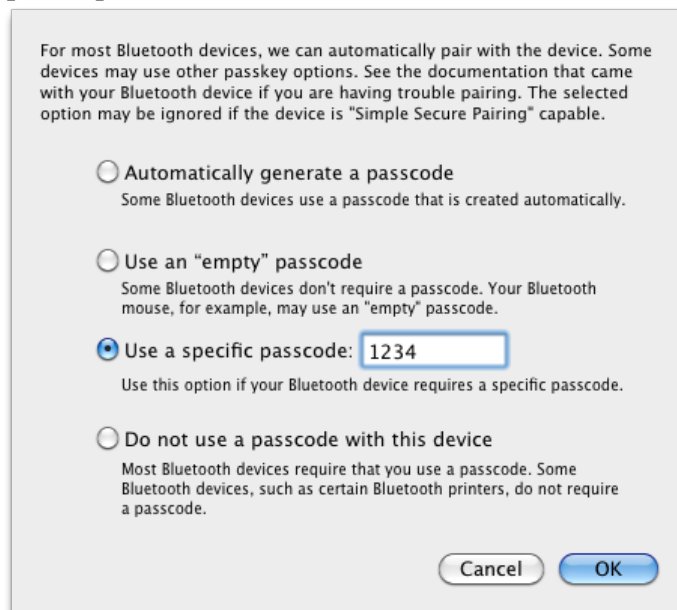 For most Bluetooth devices, we can automatically pair with the device. Some
devices may use other passkey options. See the documentation that came
with your Bluetooth device if you are having trouble pairing. The selected
option may be ignored if the device is "Simple Secure Pairing" capable.
Automatically generate a passcode
Some Bluetooth devices use a passcode that is created automatically.
Use an “empty” passcode
Some Bluetooth devices don't require a passcode. Your Bluetooth
mouse, for example, may use an "empty" passcode.
Use a specific passcode: 1234
Use this option if your Bluetooth device requires a specific passcode.
Do not use a passcode with this device
Most Bluetooth devices require that you use a passcode. Some
Bluetooth devices, such as certain Bluetooth printers, do not require
a passcode.
Cancel OK